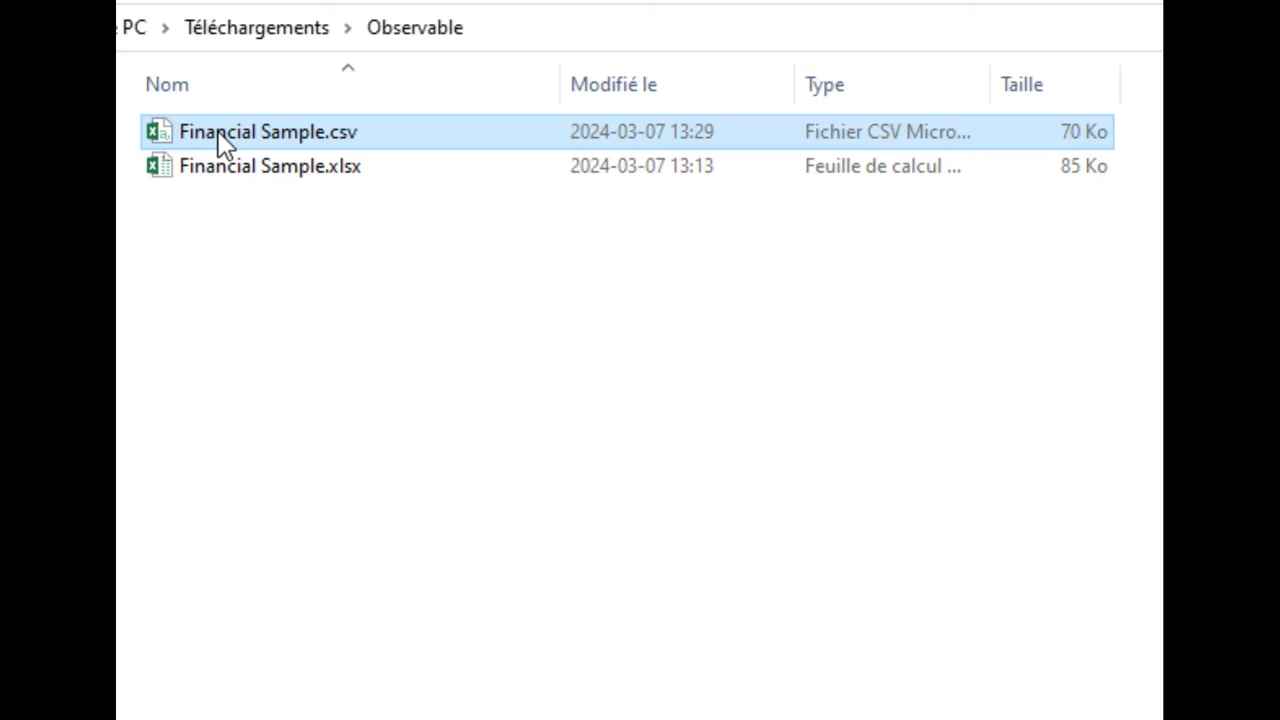 PC > Téléchargements > Observable
Nom Modifié le Type Taille
Financial Sample.csv 2024-03-07 13:29 Fichier CSV Micro... 70 Ko
Financial Sample.xlsx 2024-03-07 13:13 Feuille de calcul ... 85 Ko